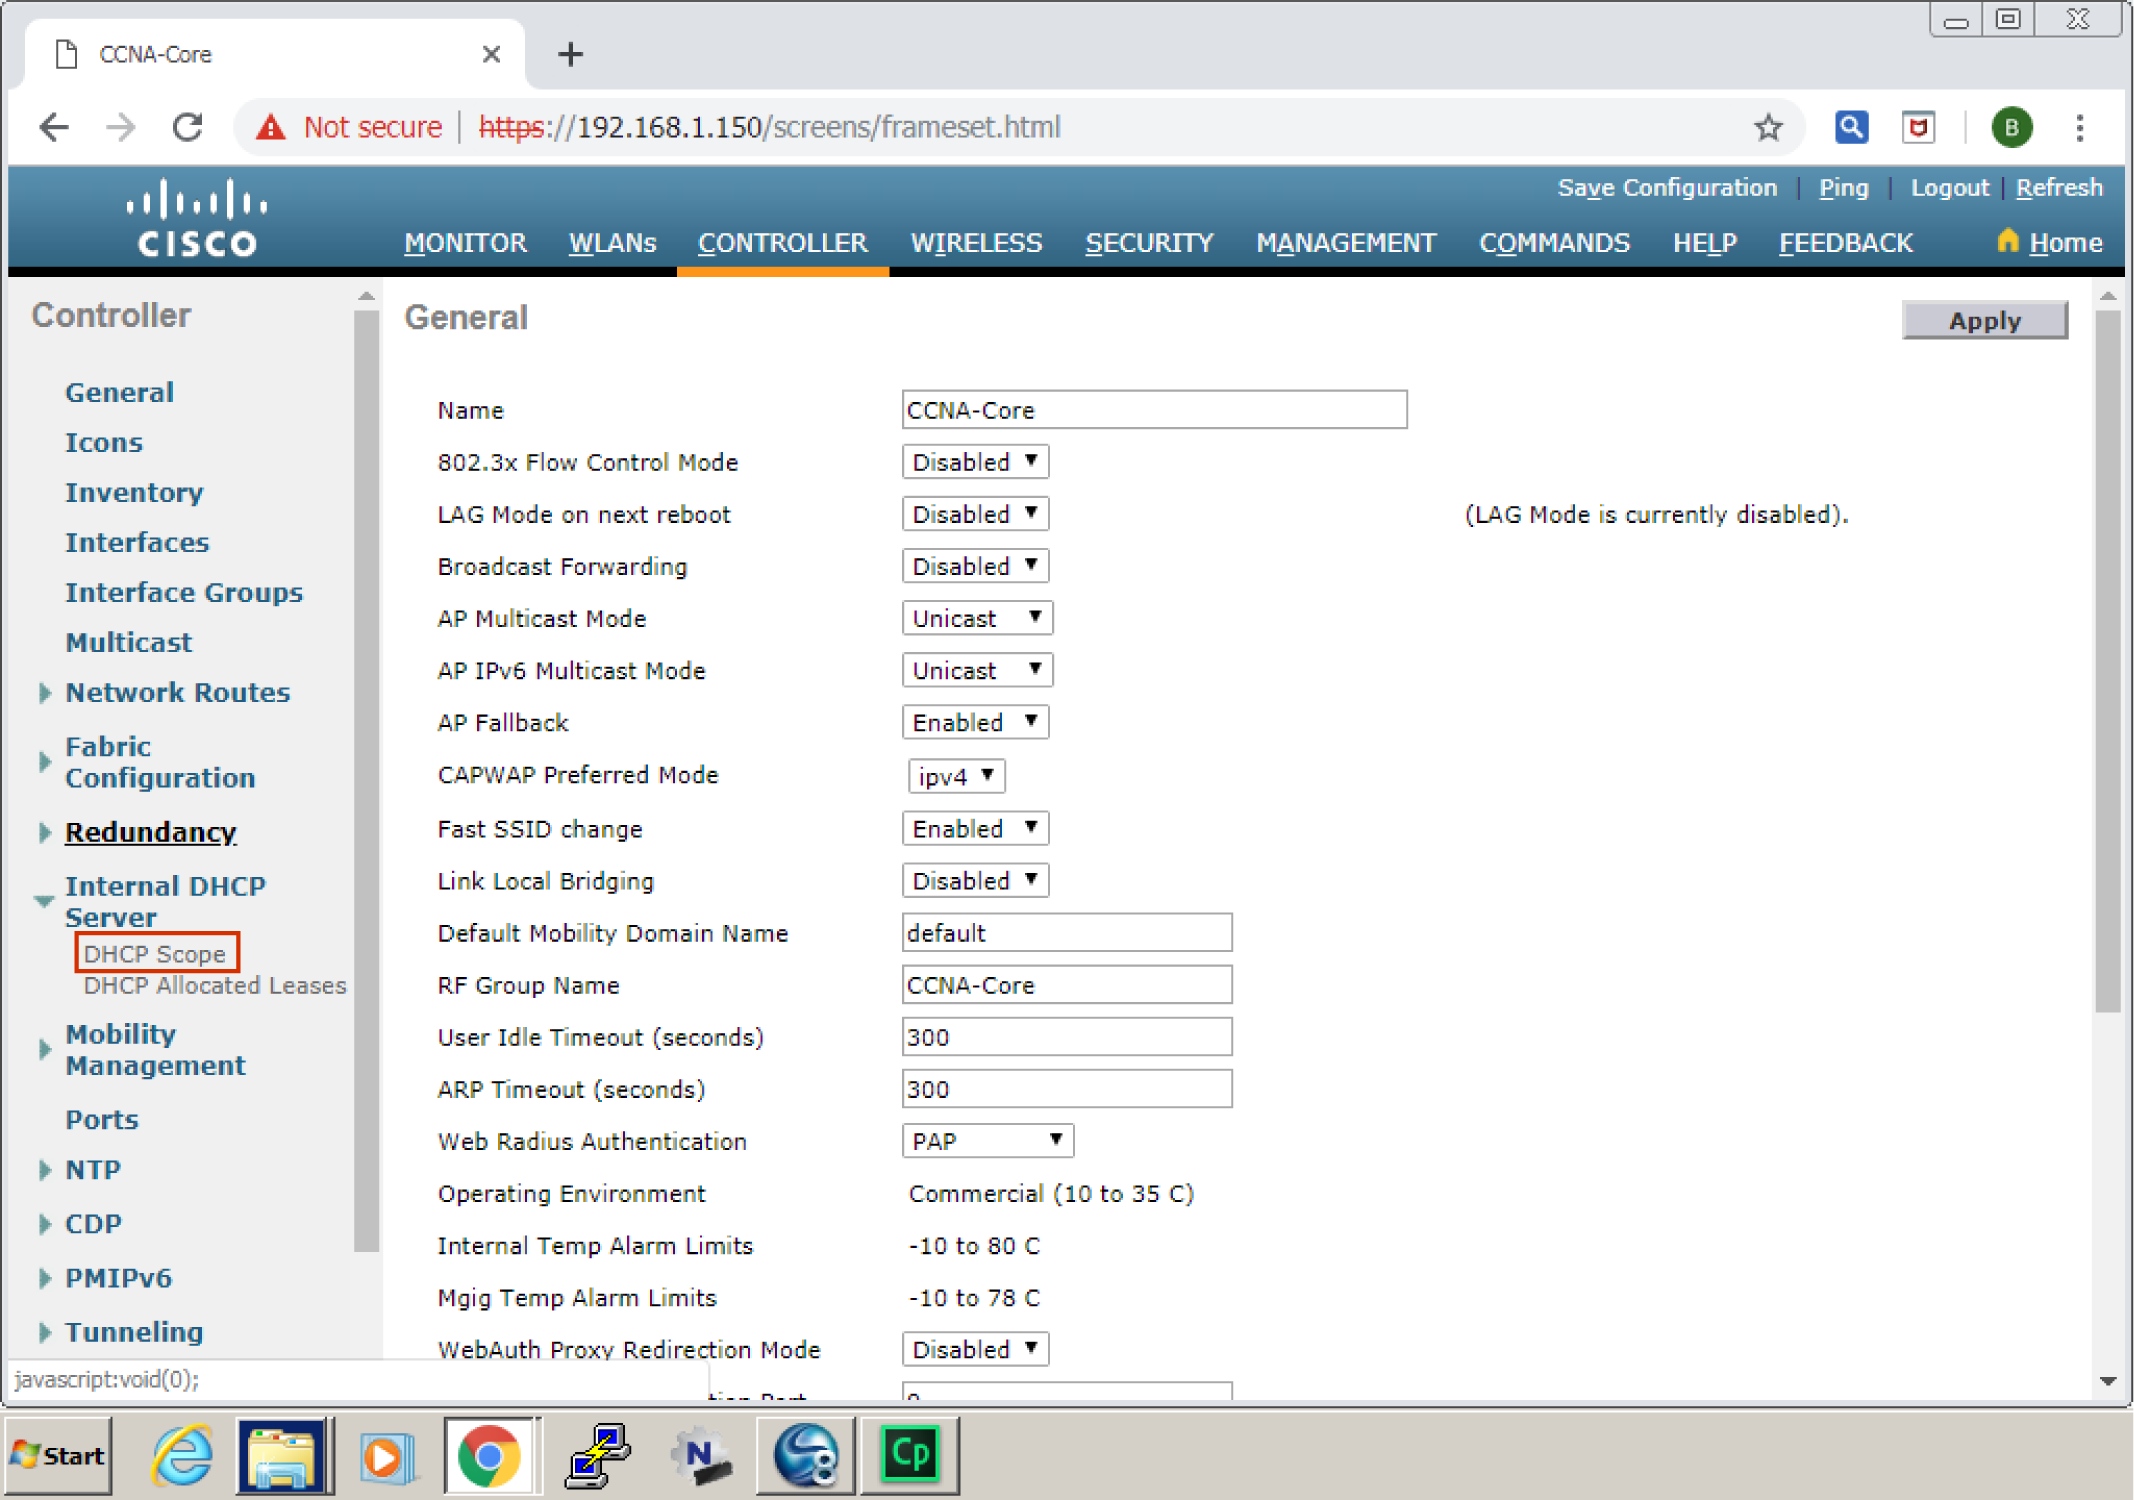 CCNA-Core
Not secure | https://192.168.1.150/screens/frameset.html
B
Save Configuration | Ping | Logout | Refresh
CISCO
MONITOR WLANs CONTROLLER WIRELESS SECURITY MANAGEMENT COMMANDS HELP FEEDBACK Home
Controller
General
Icons
Inventory
Interfaces
Interface Groups
Multicast
Network Routes
Fabric
Configuration
Redundancy
Internal DHCP
Server
DHCP Scope
DHCP Allocated Leases
Mobility
Management
Ports
NTP
CDP
PMIPv6
Tunneling
javascript:void(0);
General
Apply
Name CCNA-Core
802.3x Flow Control Mode Disabled
LAG Mode on next reboot Disabled (LAG Mode is currently disabled).
Broadcast Forwarding Disabled
AP Multicast Mode Unicast
AP IPv6 Multicast Mode Unicast
AP Fallback Enabled
CAPWAP Preferred Mode ipv4
Fast SSID change Enabled
Link Local Bridging Disabled
Default Mobility Domain Name default
RF Group Name CCNA-Core
User Idle Timeout (seconds) 300
ARP Timeout (seconds) 300
Web Radius Authentication PAP
Operating Environment Commercial (10 to 35 C)
Internal Temp Alarm Limits -10 to 80 C
Mgig Temp Alarm Limits -10 to 78 C
WebAuth Proxy Redirection Mode Disabled
Start
N
8
Cp